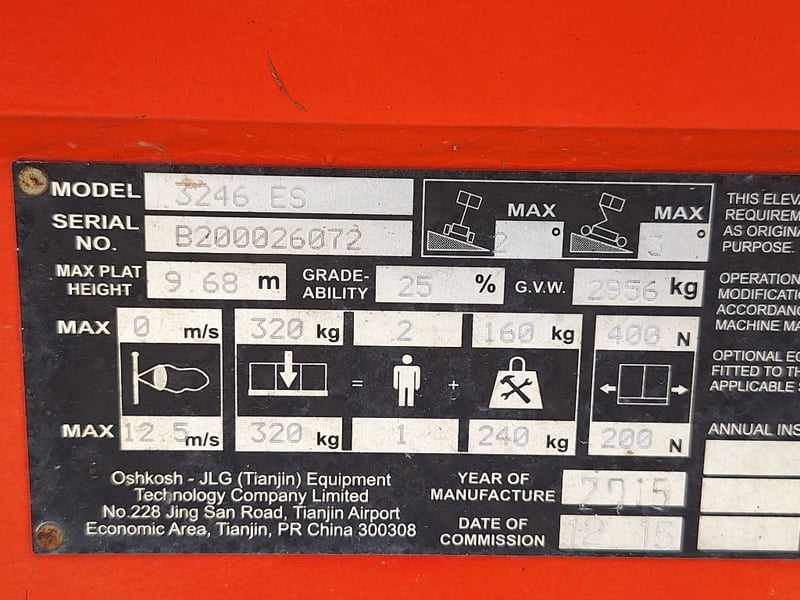 MODEL 3246 ES
SERIAL NO. B200026072
MAX 2 °
MAX 3 °
MAX PLAT HEIGHT 9.68 m
GRADE-ABILITY 25 %
G.V.W. 2956 kg
MAX 0 m/s 320 kg 2 160 kg 400 N
= +
MAX 12.5 m/s 320 kg 1 240 kg 200 N
Oshkosh - JLG (Tianjin) Equipment
Technology Company Limited
No.228 Jing San Road, Tianjin Airport
Economic Area, Tianjin, PR China 300308
YEAR OF
MANUFACTURE 2015
DATE OF
COMMISSION 12 15
THIS ELEVA
REQUIREM
AS ORIGINA
PURPOSE.
OPERATION
MODIFICATI
ACCORDANC
MACHINE MA
OPTIONAL EQ
FITTED TO TH
APPLICABLE S
ANNUAL INS